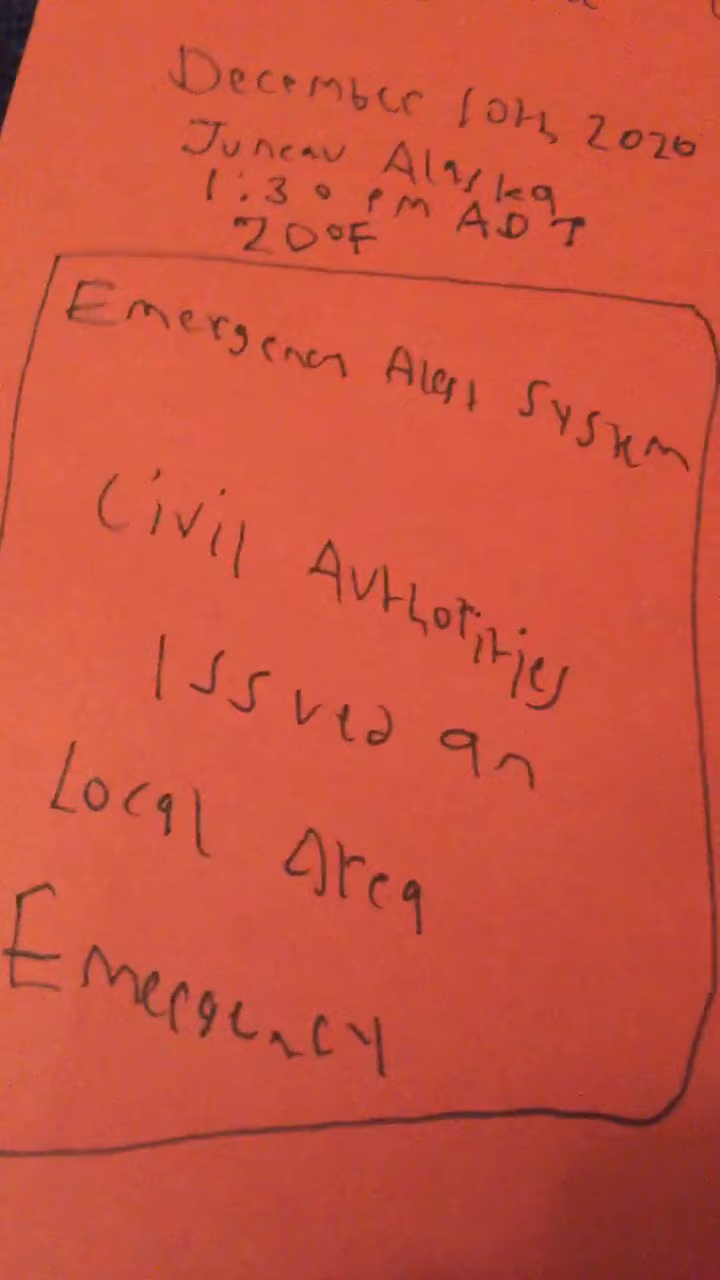 December 10th, 2020
Juneau Alaska
1:30 PM ADT
20°F
Emergency Alert System
Civil Authorities
Issued an
Local Area
Emergency